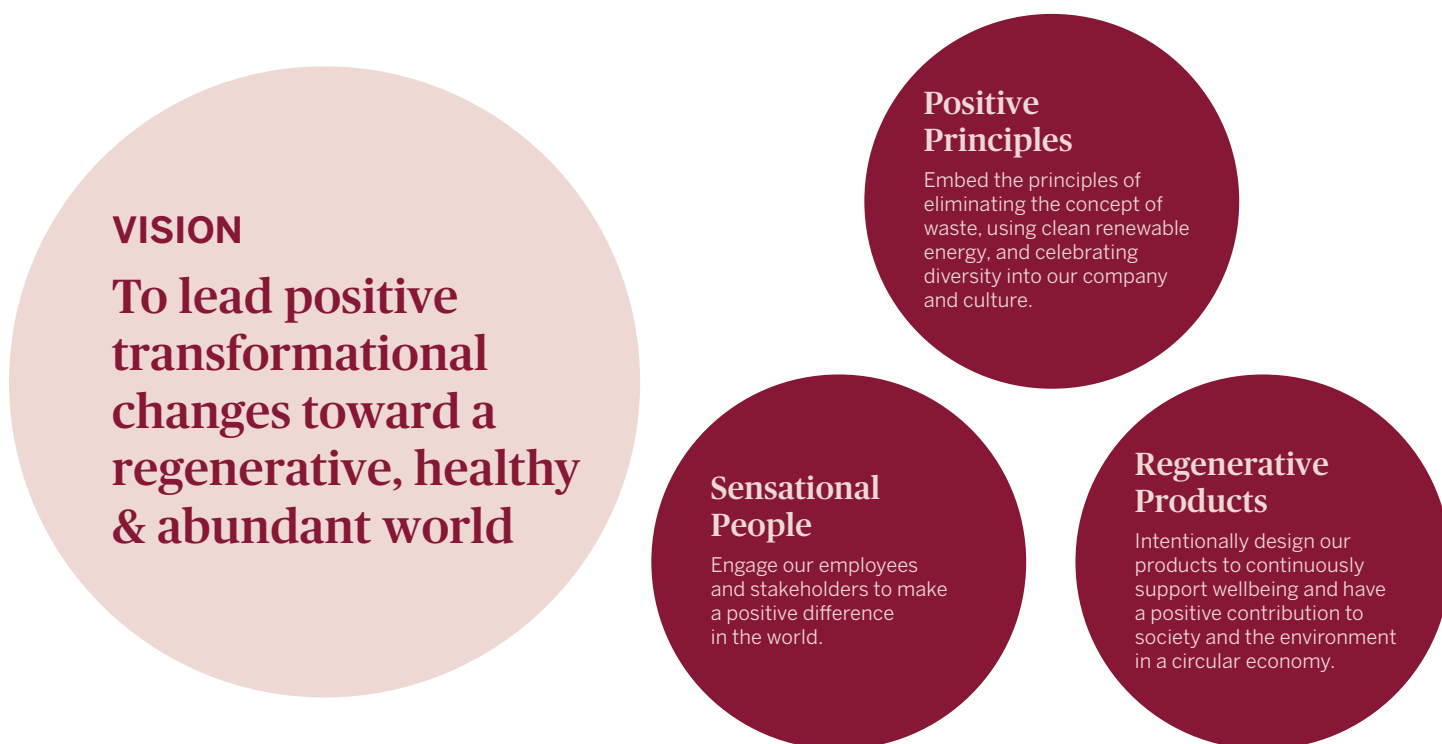 VISION
To lead positive
transformational
changes toward a
regenerative, healthy
& abundant world
Positive
Principles
Embed the principles of
eliminating the concept of
waste, using clean renewable
energy, and celebrating
diversity into our company
and culture.
Sensational
People
Engage our employees
and stakeholders to make
a positive difference
in the world.
Regenerative
Products
Intentionally design our
products to continuously
support wellbeing and have
a positive contribution to
society and the environment
in a circular economy.